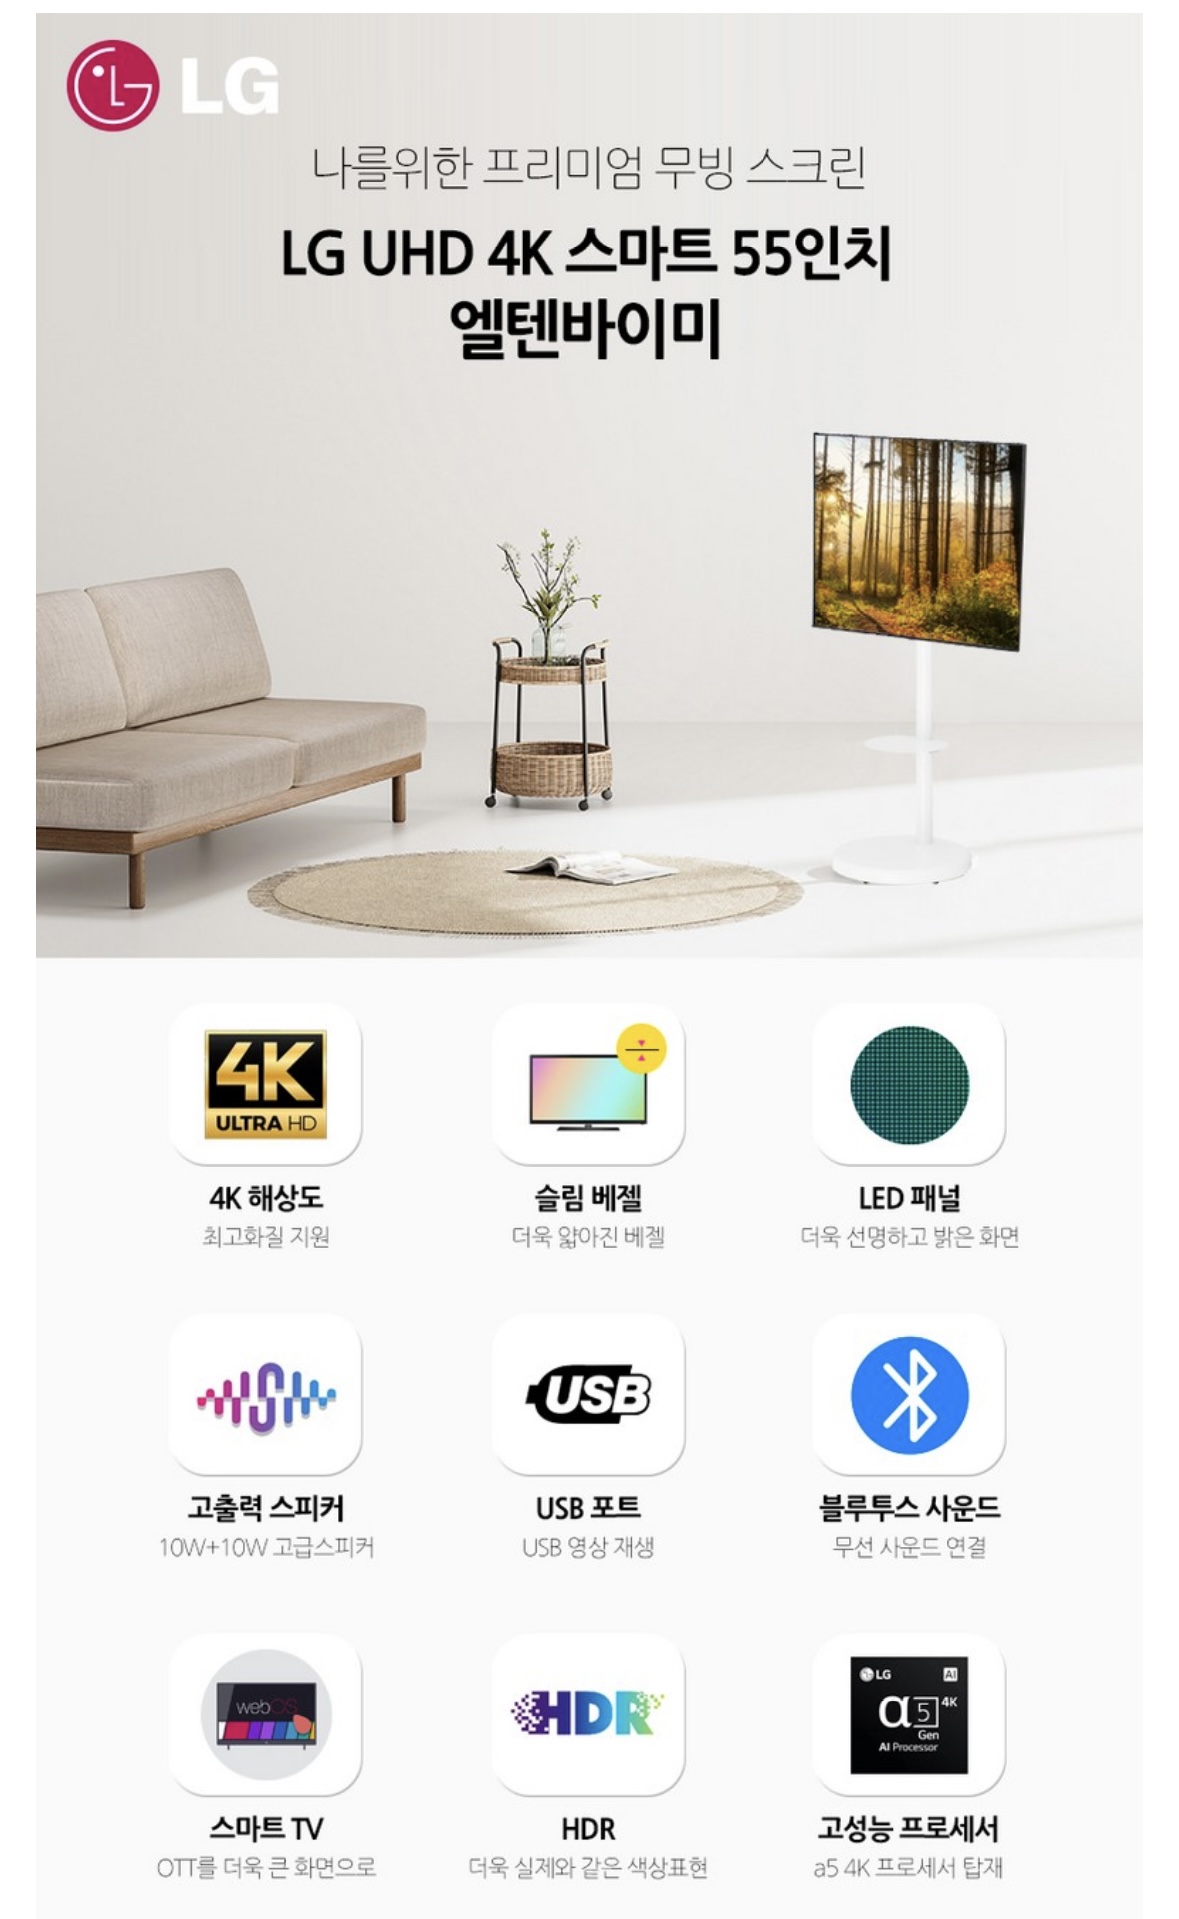 LG
나를위한 프리미엄 무빙 스크린
LG UHD 4K 스마트 55인치
엘텐바이미
4K
ULTRA HD
4K 해상도
최고화질 지원
슬림 베젤
더욱 얇아진 베젤
LED 패널
더욱 선명하고 밝은 화면
고출력 스피커
10W+10W 고급스피커
USB
USB 포트
USB 영상 재생
블루투스 사운드
무선 사운드 연결
webOS
스마트 TV
OTT를 더욱 큰 화면으로
HDR
HDR
더욱 실제와 같은 색상표현
LG AI
α5 4K
Gen
AI Processor
고성능 프로세서
a5 4K 프로세서 탑재